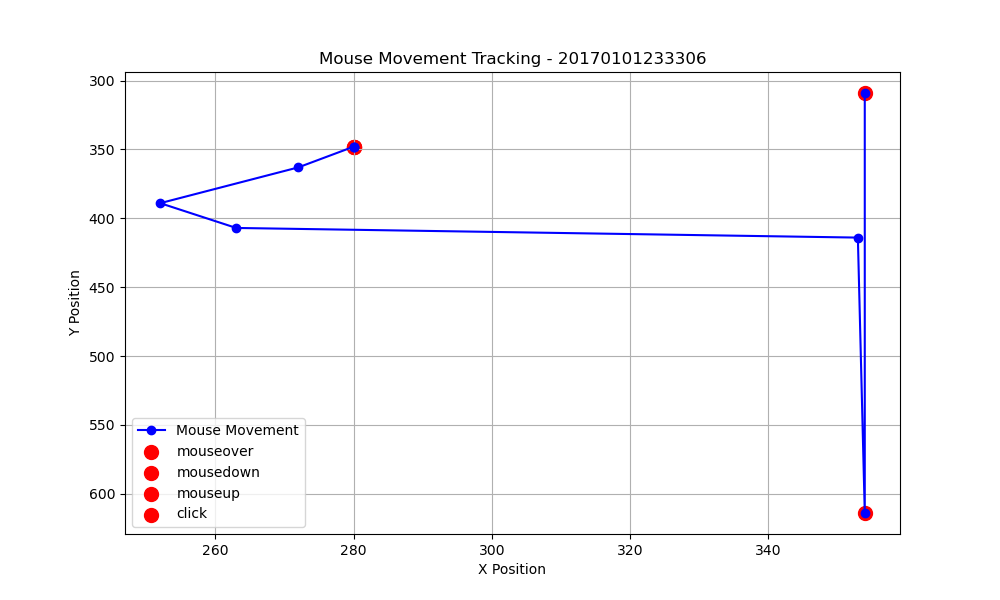 Mouse Movement Tracking - 20170101233306
300
350
400
450
500
550
600
Y Position
Mouse Movement
mouseover
mousedown
mouseup
click
260
280
300
320
340
X Position